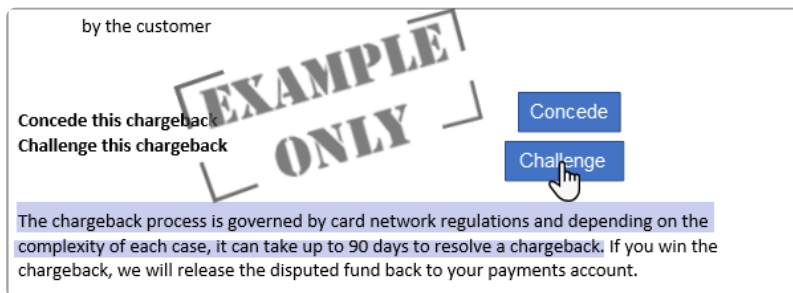 by the customer
EXAMPLE
ONLY
Concede this chargeback
Concede
Challenge this chargeback
Challenge
The chargeback process is governed by card network regulations and depending on the
complexity of each case, it can take up to 90 days to resolve a chargeback. If you win the
chargeback, we will release the disputed fund back to your payments account.